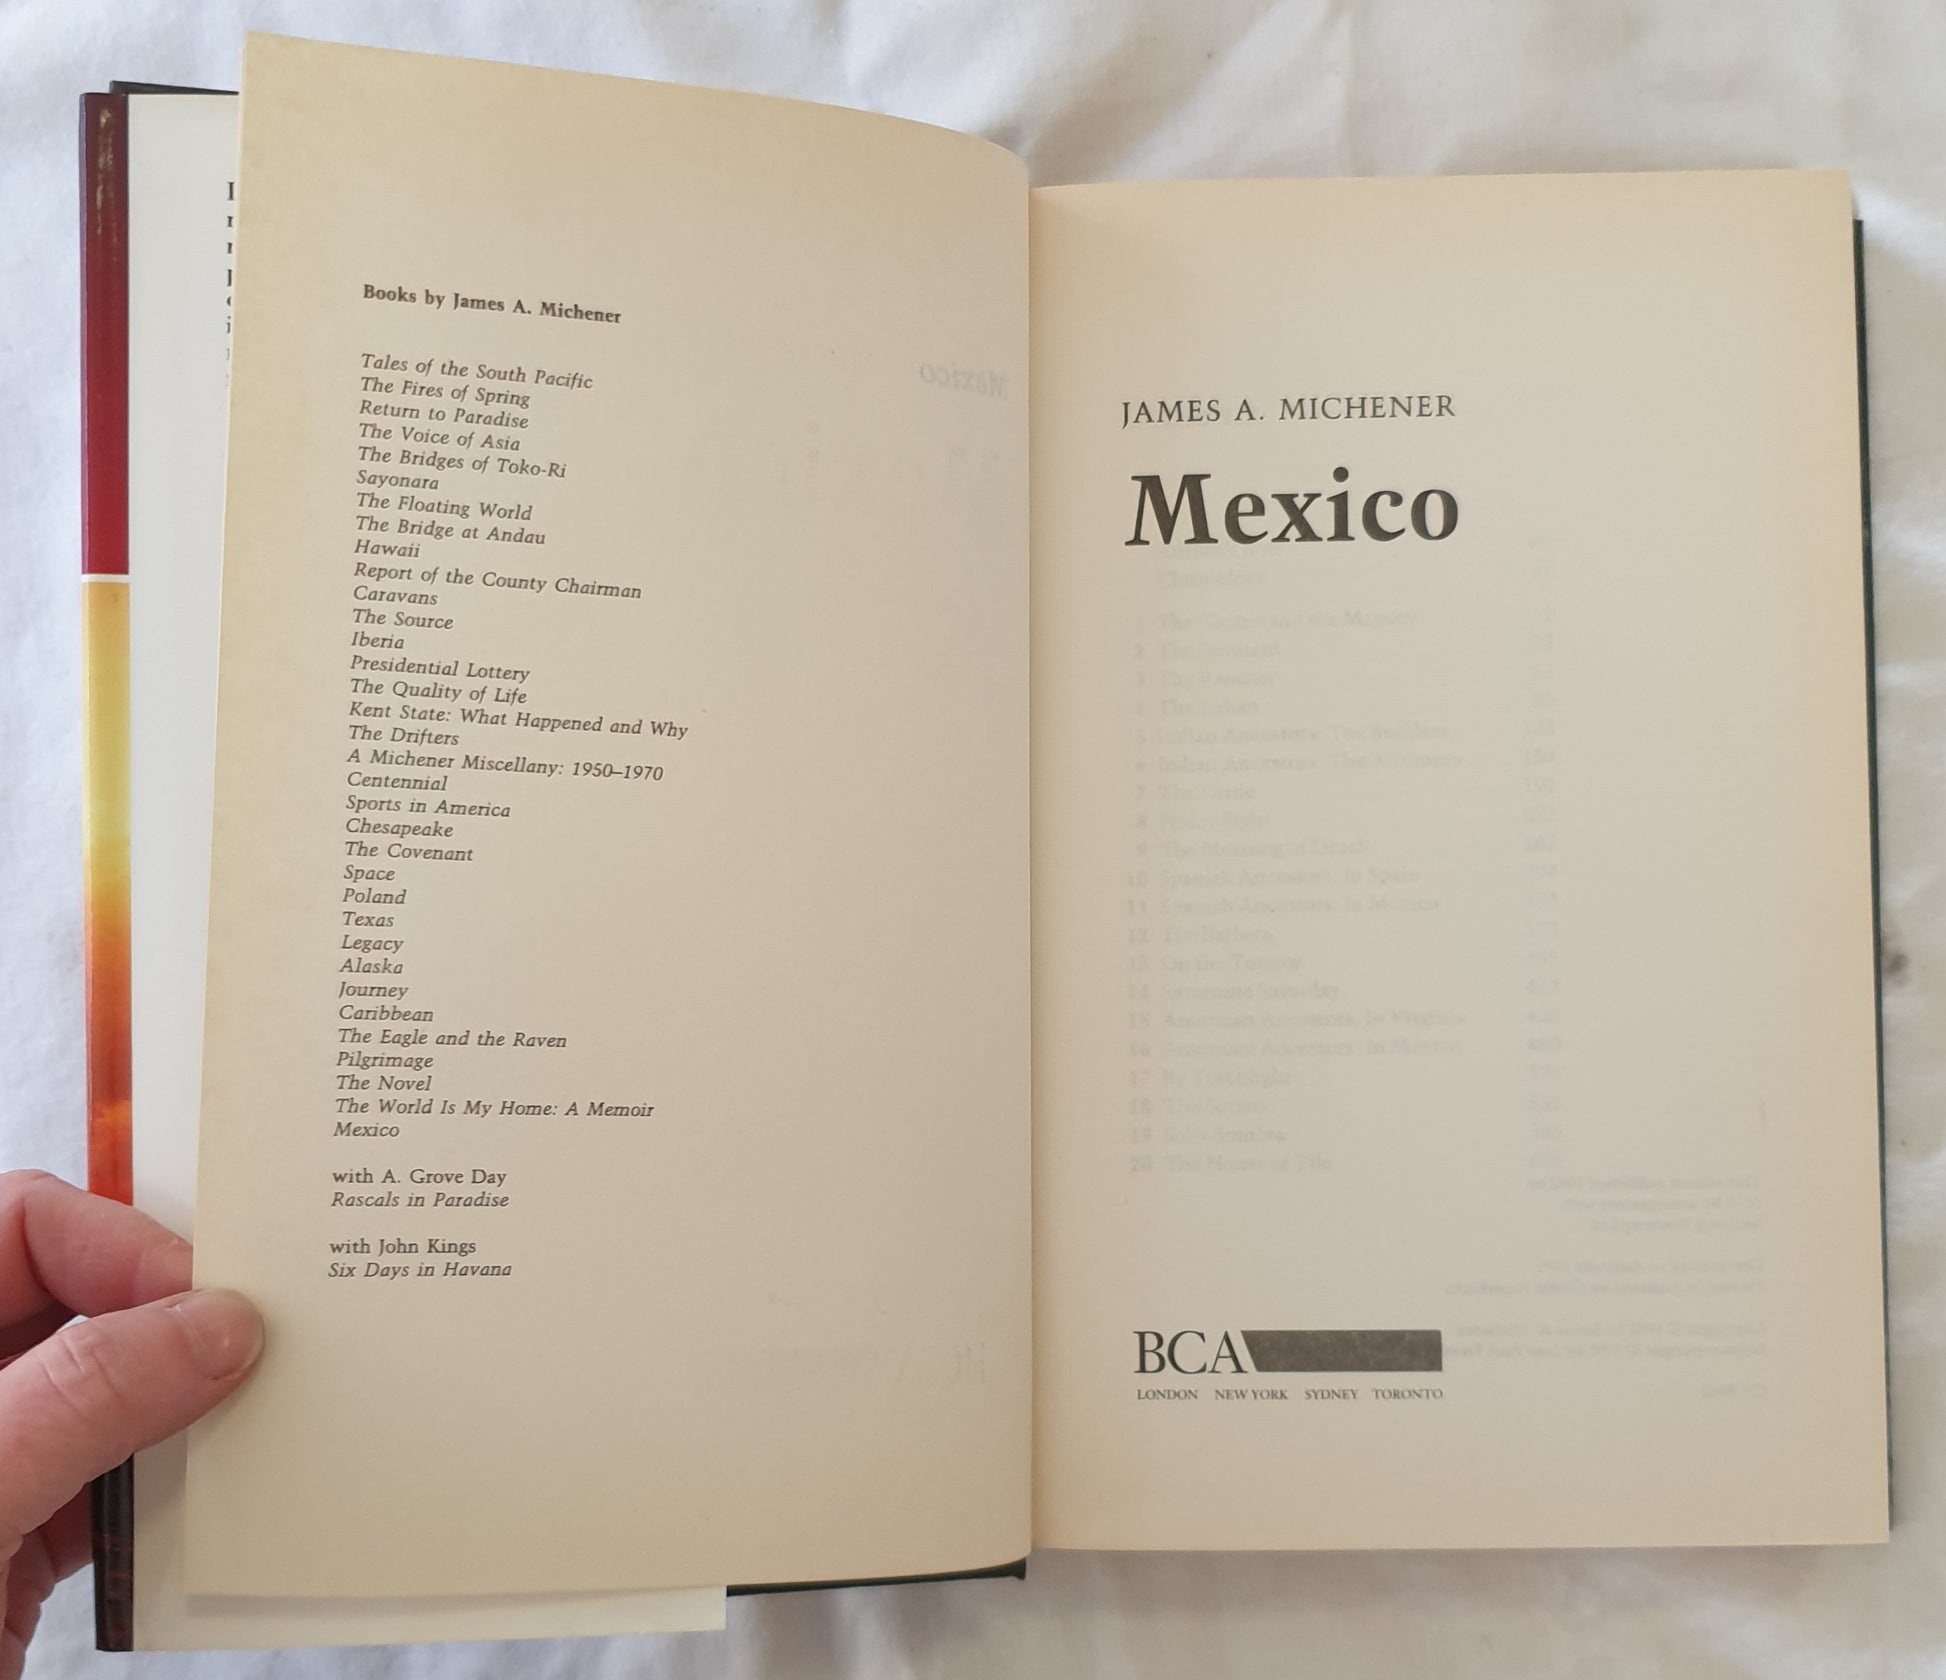 Books by James A. Michener
Tales of the South Pacific
The Fires of Spring
Return to Paradise
The Voice of Asia
The Bridges of Toko-Ri
Sayonara
The Floating World
The Bridge at Andau
Hawaii
Report of the County Chairman
Caravans
The Source
Iberia
Presidential Lottery
The Quality of Life
Kent State: What Happened and Why
The Drifters
A Michener Miscellany: 1950–1970
Centennial
Sports in America
Chesapeake
The Covenant
Space
Poland
Texas
Legacy
Alaska
Journey
Caribbean
The Eagle and the Raven
Pilgrimage
The Novel
The World Is My Home: A Memoir
Mexico
with A. Grove Day
Rascals in Paradise
with John Kings
Six Days in Havana
JAMES A. MICHENER
Mexico
BCA
LONDON NEW YORK SYDNEY TORONTO